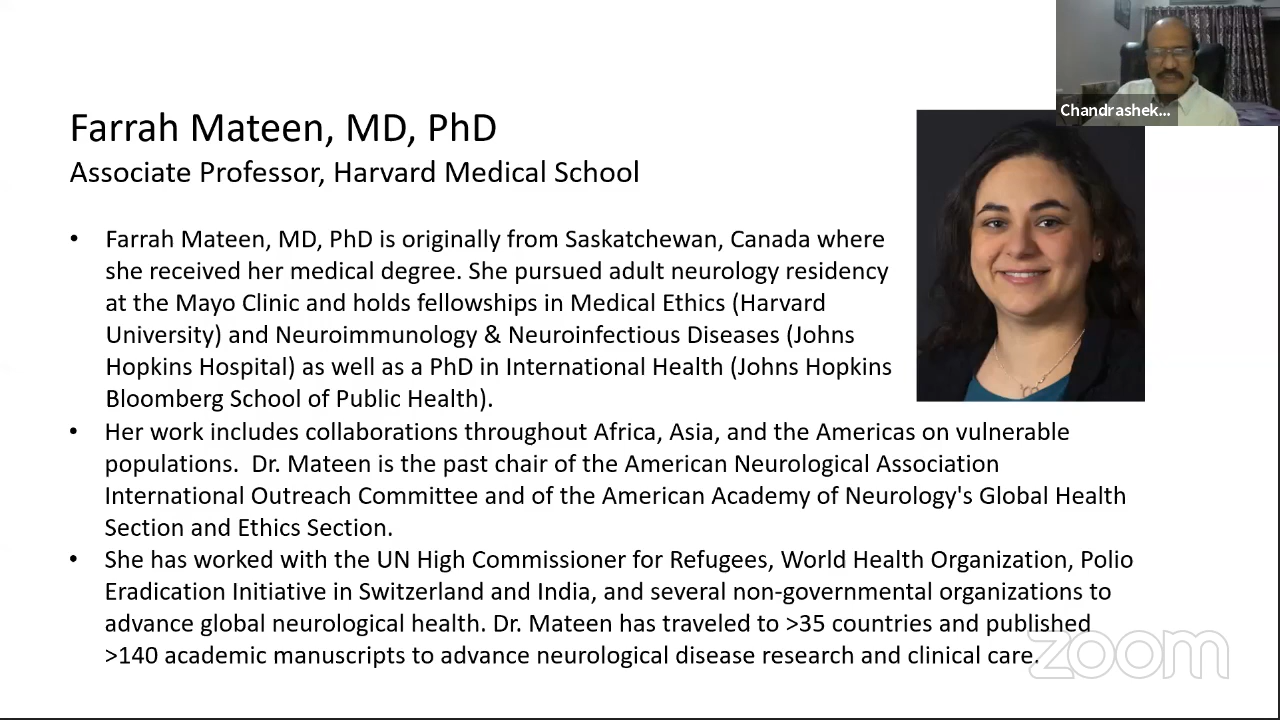 Chandrashek...
Farrah Mateen, MD, PhD
Associate Professor, Harvard Medical School
• Farrah Mateen, MD, PhD is originally from Saskatchewan, Canada where
she received her medical degree. She pursued adult neurology residency
at the Mayo Clinic and holds fellowships in Medical Ethics (Harvard
University) and Neuroimmunology & Neuroinfectious Diseases (Johns
Hopkins Hospital) as well as a PhD in International Health (Johns Hopkins
Bloomberg School of Public Health).
• Her work includes collaborations throughout Africa, Asia, and the Americas on vulnerable
populations.  Dr. Mateen is the past chair of the American Neurological Association
International Outreach Committee and of the American Academy of Neurology's Global Health
Section and Ethics Section.
• She has worked with the UN High Commissioner for Refugees, World Health Organization, Polio
Eradication Initiative in Switzerland and India, and several non-governmental organizations to
advance global neurological health. Dr. Mateen has traveled to >35 countries and published
>140 academic manuscripts to advance neurological disease research and clinical care.
zoom